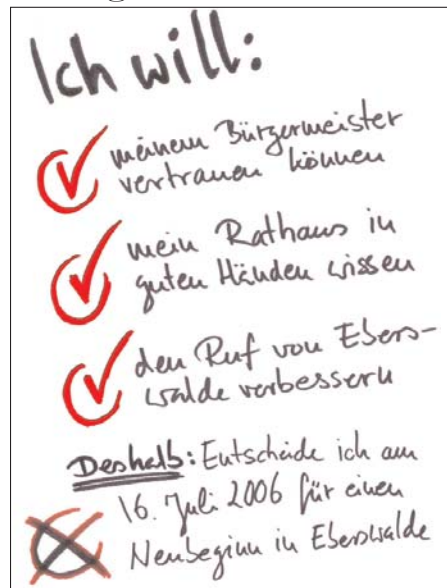 Ich will:
meinem Bürgermeister
vertrauen können
mein Rathaus in
guten Händen wissen
den Ruf von Ebers-
walde verbessern
Deshalb: Entscheide ich am
16. Juli 2006 für einen
Neubeginn in Eberswalde